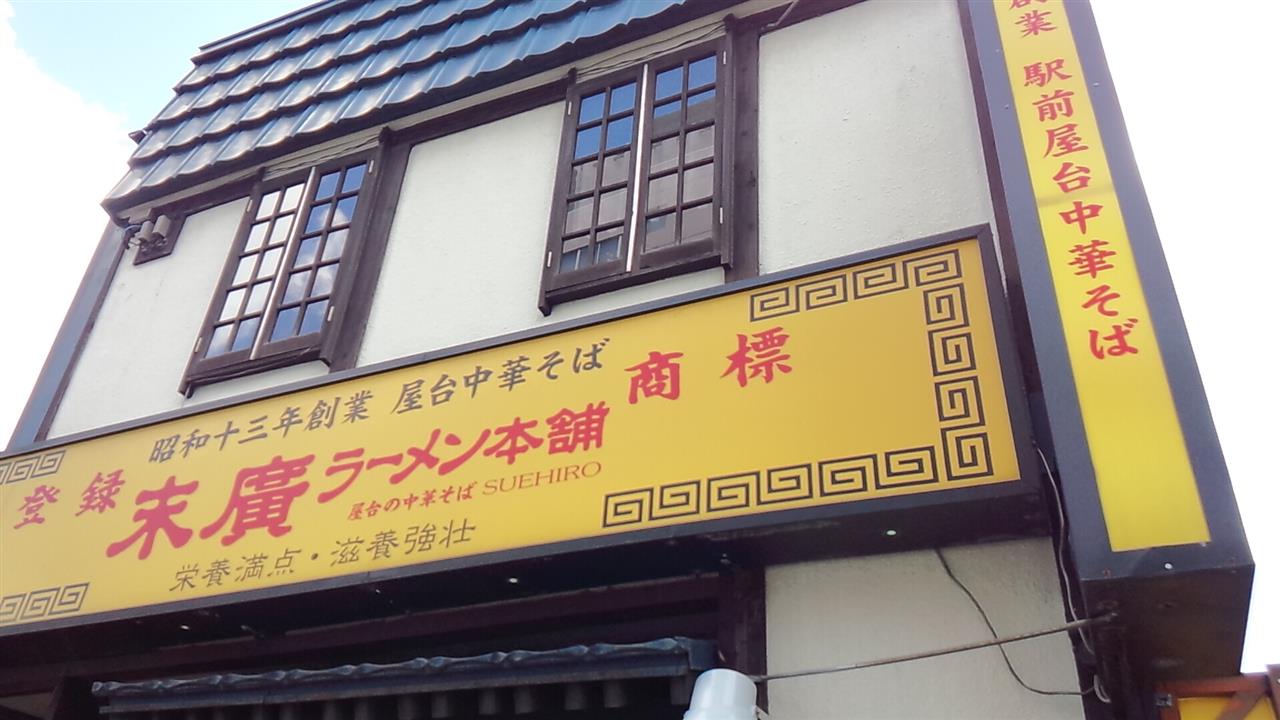 昭和十三年創業 屋台中華そば
登録 末廣ラーメン本舗 商標
屋台の中華そば SUEHIRO
栄養満点・滋養強壮
創業 駅前屋台中華そば